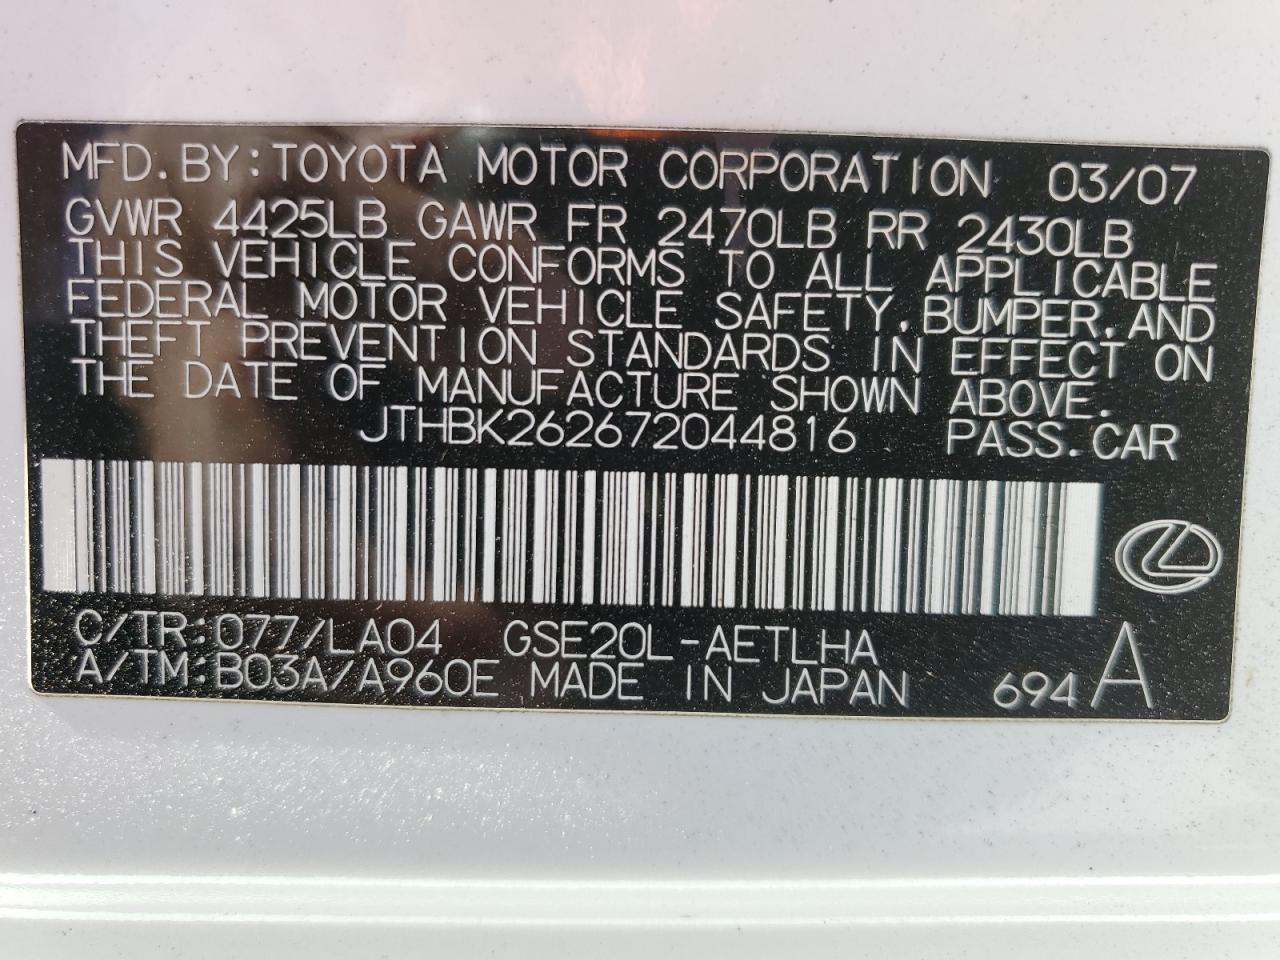 MFD.BY:TOYOTA MOTOR CORPORATION 03/07
GVWR 4425LB GAWR FR 2470LB RR 2430LB
THIS VEHICLE CONFORMS TO ALL APPLICABLE
FEDERAL MOTOR VEHICLE SAFETY,BUMPER,AND
THEFT PREVENTION STANDARDS IN EFFECT ON
THE DATE OF MANUFACTURE SHOWN ABOVE.
JTHBK262672044816 PASS.CAR
C/TR:077/LA04 GSE20L-AETLHA
A/TM:B03A/A960E MADE IN JAPAN 694 A